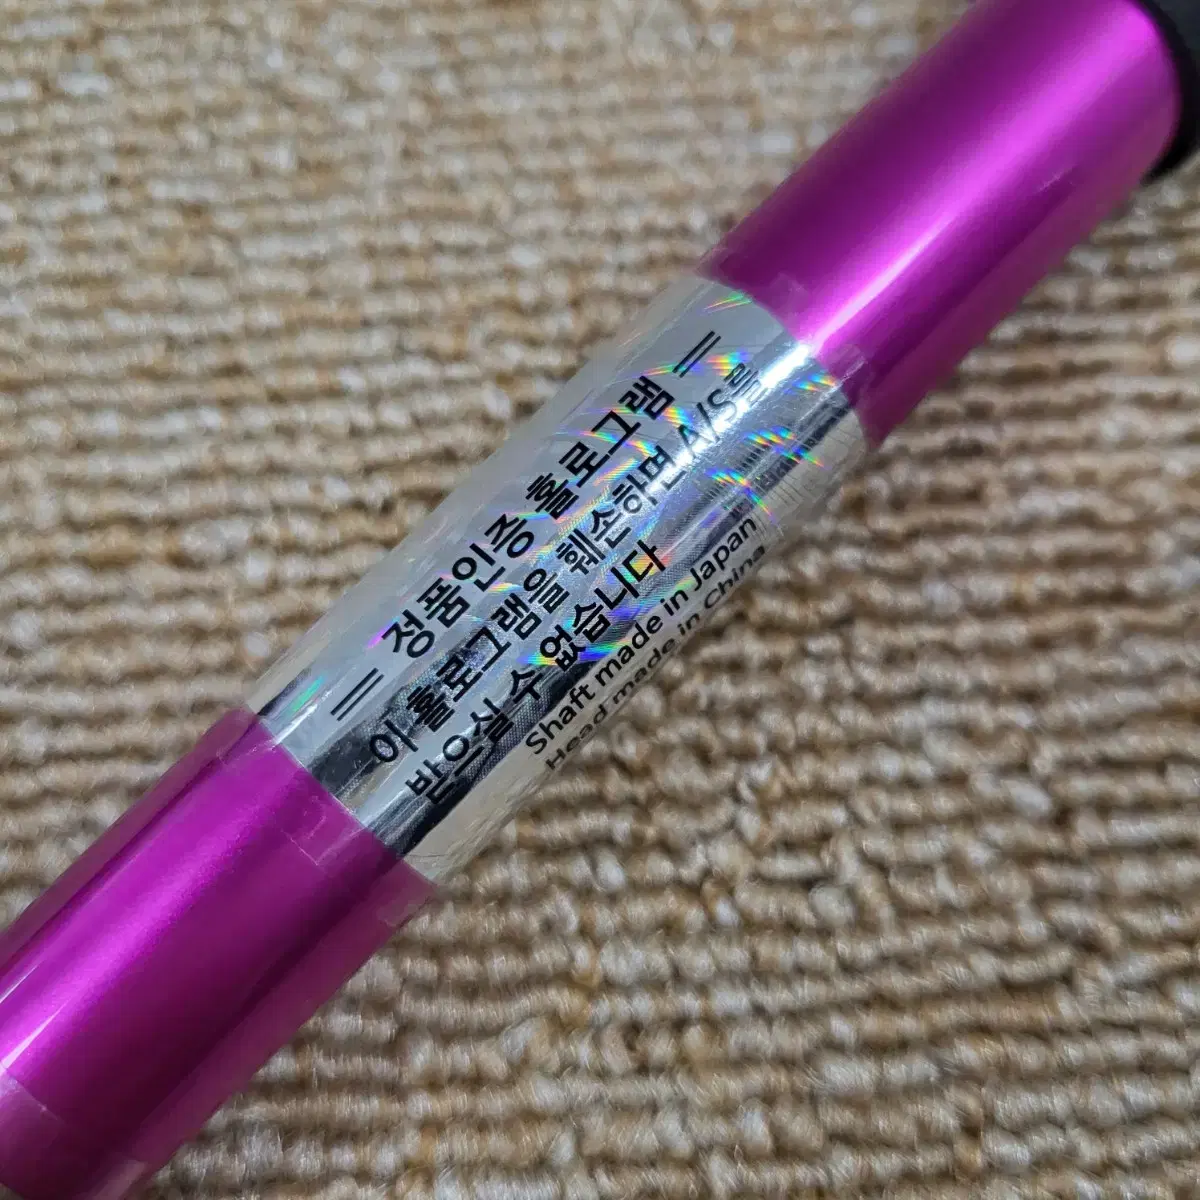 = 정품인증 홀로그램 =
이 홀로그램을 훼손하면 A/S를
받으실 수 없습니다
Shaft made in Japan
Head made in China